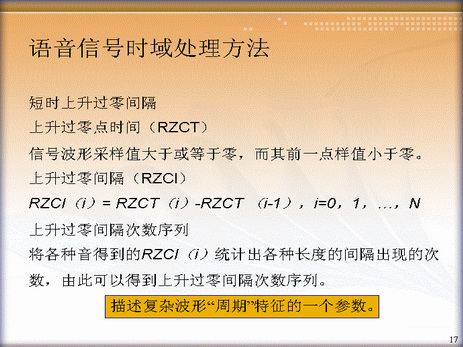 语音信号时域处理方法
短时上升过零间隔
上升过零点时间（RZCT）
信号波形采样值大于或等于零，而其前一点样值小于零。
上升过零间隔（RZCI）
RZCI（i）= RZCT（i）-RZCT （i-1），i=0，1，…，N
上升过零间隔次数序列
将各种音得到的RZCI（i）统计出各种长度的间隔出现的次
数，由此可以得到上升过零间隔次数序列。
描述复杂波形“周期”特征的一个参数。
17